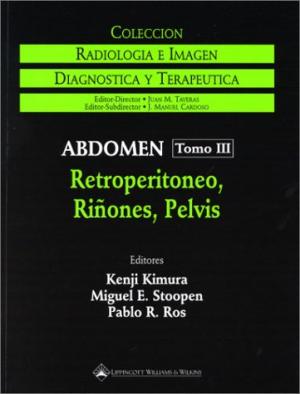 COLECCION
RADIOLOGIA E IMAGEN
DIAGNOSTICA Y TERAPEUTICA
Editor-Director • JUAN M. TAVERAS
Editor-Subdirector • J. MANUEL CARDOSO
ABDOMEN Tomo III
Retroperitoneo,
Riñones, Pelvis
Editores
Kenji Kimura
Miguel E. Stoopen
Pablo R. Ros
LIPPINCOTT WILLIAMS & WILKINS